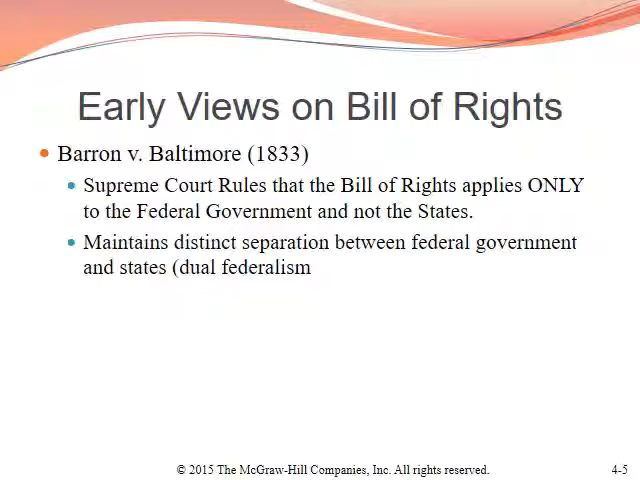 Early Views on Bill of Rights
Barron v. Baltimore (1833)
Supreme Court Rules that the Bill of Rights applies ONLY
to the Federal Government and not the States.
Maintains distinct separation between federal government
and states (dual federalism
© 2015 The McGraw-Hill Companies, Inc. All rights reserved.
4-5